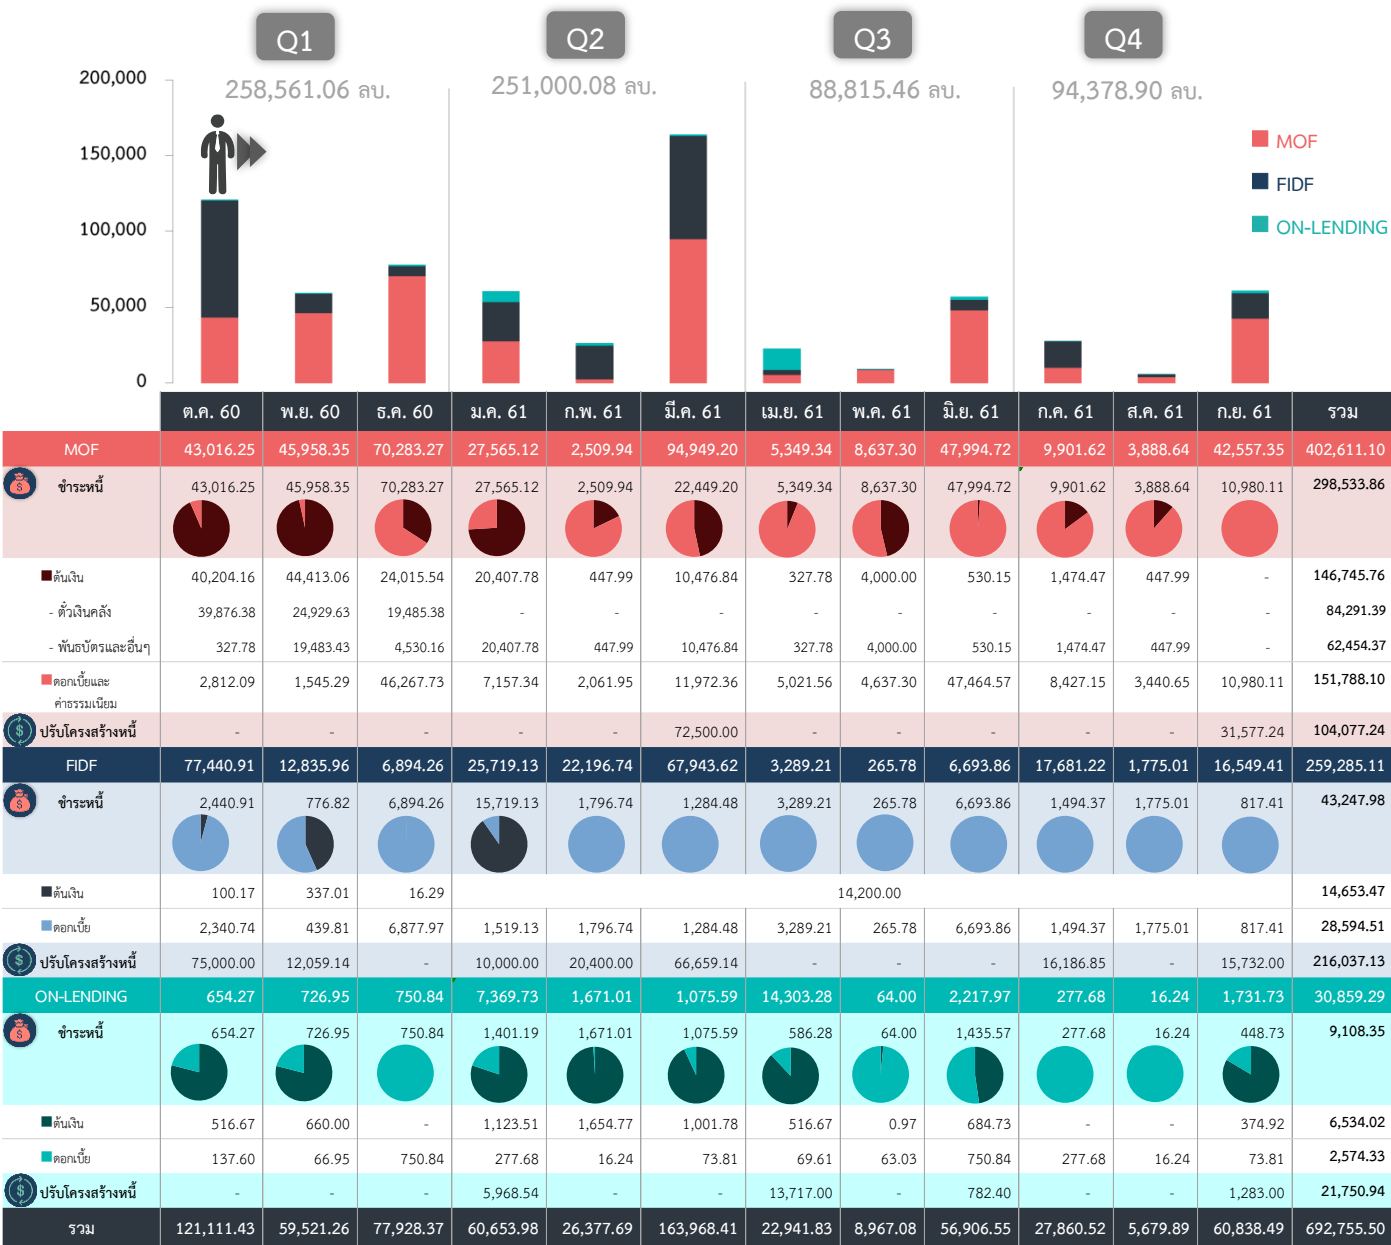 Q1 Q2 Q3 Q4
258,561.06 ลบ. 251,000.08 ลบ. 88,815.46 ลบ. 94,378.90 ลบ.
200,000
150,000
100,000
50,000
0
MOF
FIDF
ON-LENDING
ต.ค. 60 พ.ย. 60 ธ.ค. 60 ม.ค. 61 ก.พ. 61 มี.ค. 61 เม.ย. 61 พ.ค. 61 มิ.ย. 61 ก.ค. 61 ส.ค. 61 ก.ย. 61 รวม
MOF 43,016.25 45,958.35 70,283.27 27,565.12 2,509.94 94,949.20 5,349.34 8,637.30 47,994.72 9,901.62 3,888.64 42,557.35 402,611.10
ชำระหนี้ 43,016.25 45,958.35 70,283.27 27,565.12 2,509.94 22,449.20 5,349.34 8,637.30 47,994.72 9,901.62 3,888.64 10,980.11 298,533.86
ต้นเงิน 40,204.16 44,413.06 24,015.54 20,407.78 447.99 10,476.84 327.78 4,000.00 530.15 1,474.47 447.99 - 146,745.76
- ตั๋วเงินคลัง 39,876.38 24,929.63 19,485.38 - - - - - - - - - 84,291.39
- พันธบัตรและอื่นๆ 327.78 19,483.43 4,530.16 20,407.78 447.99 10,476.84 327.78 4,000.00 530.15 1,474.47 447.99 - 62,454.37
ดอกเบี้ยและ 2,812.09 1,545.29 46,267.73 7,157.34 2,061.95 11,972.36 5,021.56 4,637.30 47,464.57 8,427.15 3,440.65 10,980.11 151,788.10
ค่าธรรมเนียม
ปรับโครงสร้างหนี้ - - - - - 72,500.00 - - - - - 31,577.24 104,077.24
FIDF 77,440.91 12,835.96 6,894.26 25,719.13 22,196.74 67,943.62 3,289.21 265.78 6,693.86 17,681.22 1,775.01 16,549.41 259,285.11
ชำระหนี้ 2,440.91 776.82 6,894.26 15,719.13 1,796.74 1,284.48 3,289.21 265.78 6,693.86 1,494.37 1,775.01 817.41 43,247.98
ต้นเงิน 100.17 337.01 16.29 14,200.00 14,653.47
ดอกเบี้ย 2,340.74 439.81 6,877.97 1,519.13 1,796.74 1,284.48 3,289.21 265.78 6,693.86 1,494.37 1,775.01 817.41 28,594.51
ปรับโครงสร้างหนี้ 75,000.00 12,059.14 - 10,000.00 20,400.00 66,659.14 - - - 16,186.85 - 15,732.00 216,037.13
ON-LENDING 654.27 726.95 750.84 7,369.73 1,671.01 1,075.59 14,303.28 64.00 2,217.97 277.68 16.24 1,731.73 30,859.29
ชำระหนี้ 654.27 726.95 750.84 1,401.19 1,671.01 1,075.59 586.28 64.00 1,435.57 277.68 16.24 448.73 9,108.35
ต้นเงิน 516.67 660.00 - 1,123.51 1,654.77 1,001.78 516.67 0.97 684.73 - - 374.92 6,534.02
ดอกเบี้ย 137.60 66.95 750.84 277.68 16.24 73.81 69.61 63.03 750.84 277.68 16.24 73.81 2,574.33
ปรับโครงสร้างหนี้ - - - 5,968.54 - - 13,717.00 - 782.40 - - 1,283.00 21,750.94
รวม 121,111.43 59,521.26 77,928.37 60,653.98 26,377.69 163,968.41 22,941.83 8,967.08 56,906.55 27,860.52 5,679.89 60,838.49 692,755.50